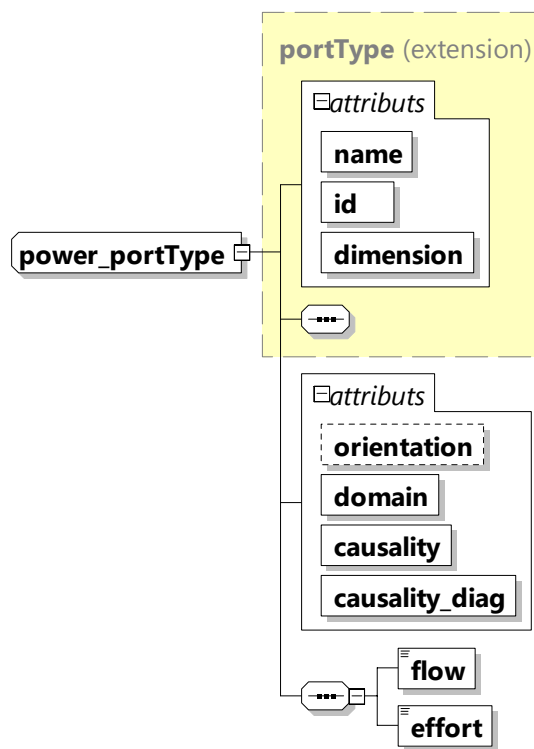 portType (extension)
attributs
name
id
dimension
power_portType
attributs
orientation
domain
causality
causality_diag
flow
effort